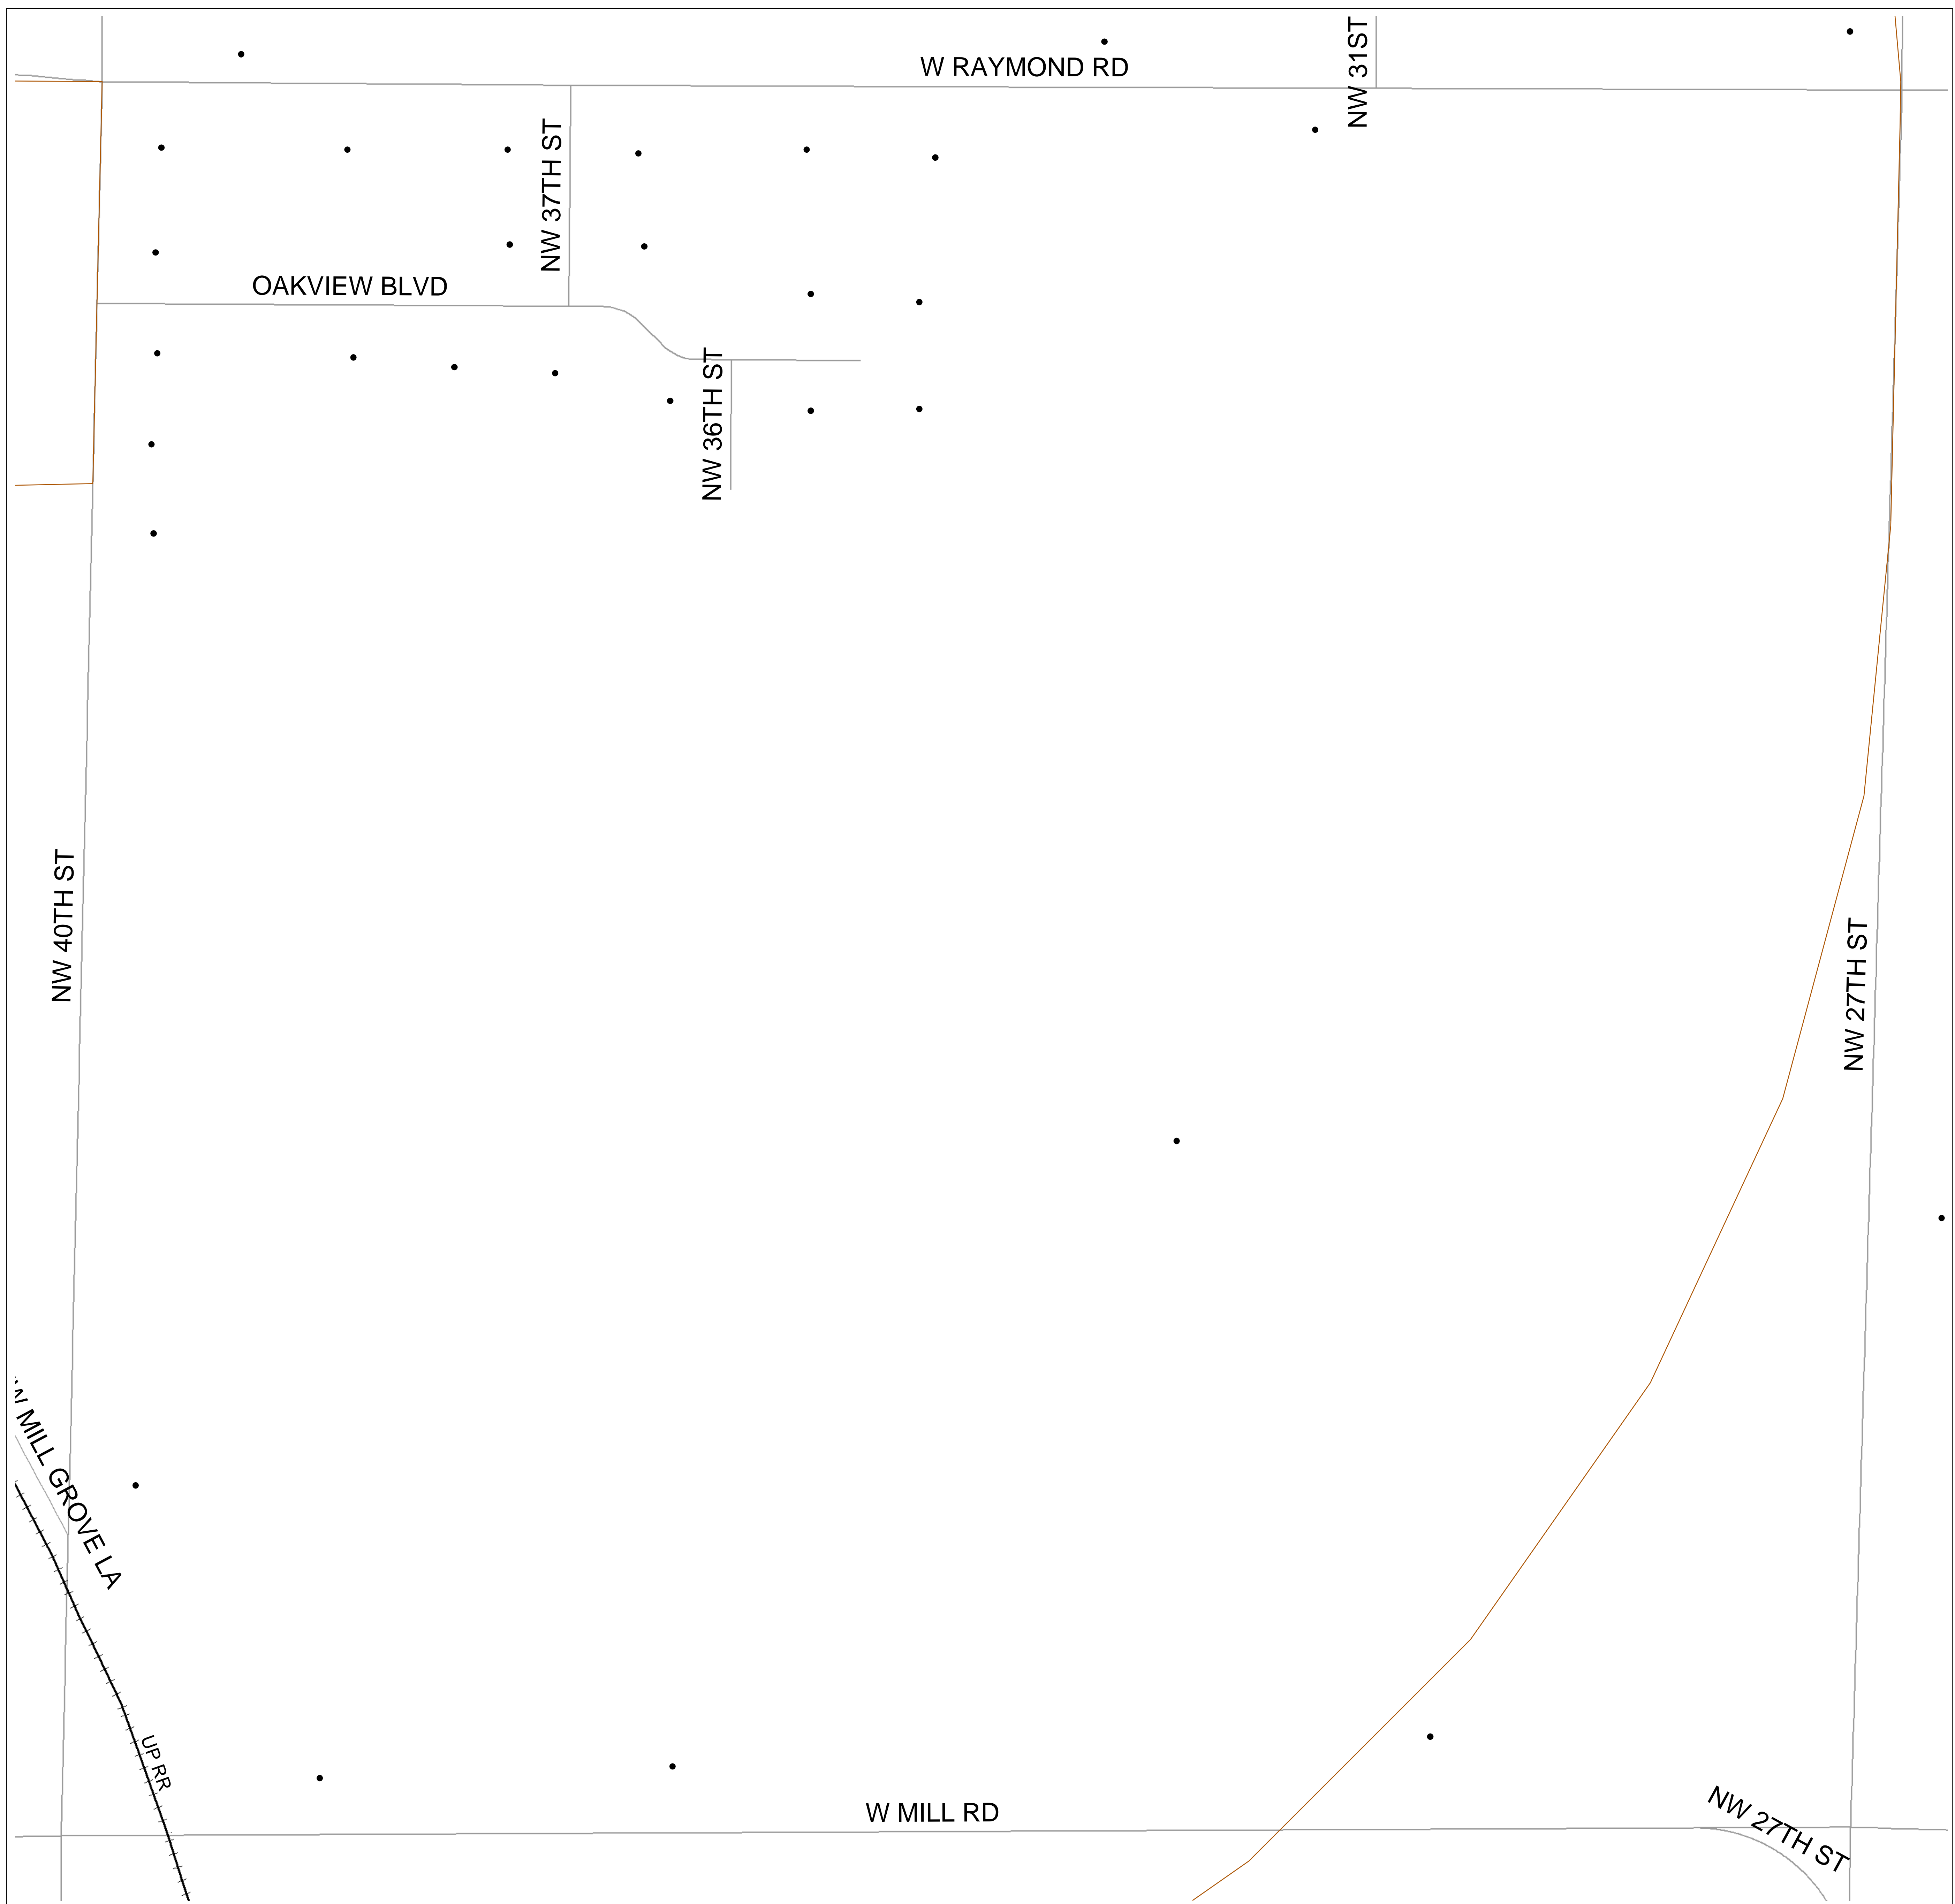 W RAYMOND RD
NW 31ST
NW 37TH ST
OAKVIEW BLVD
NW 36TH ST
NW 40TH ST
NW 27TH ST
W MILL GROVE LA
UP RR
W MILL RD
NW 27TH ST